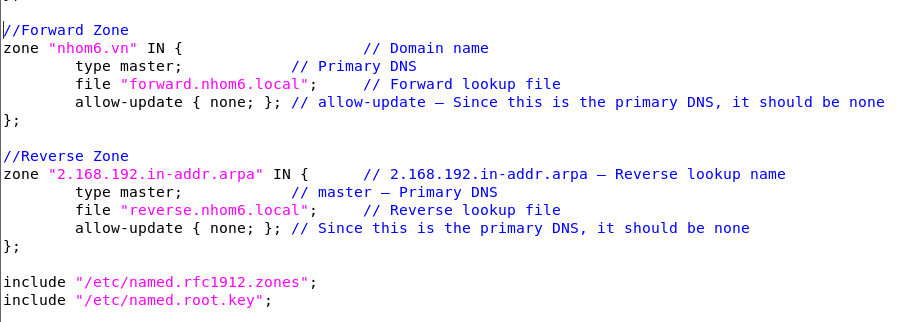 //Forward Zone
zone "nhom6.vn" IN {                    // Domain name
        type master;            // Primary DNS
        file "forward.nhom6.local";     // Forward lookup file
        allow-update { none; }; // allow-update – Since this is the primary DNS, it should be none
};

//Reverse Zone
zone "2.168.192.in-addr.arpa" IN {      // 2.168.192.in-addr.arpa – Reverse lookup name
        type master;            // master – Primary DNS
        file "reverse.nhom6.local";     // Reverse lookup file
        allow-update { none; }; // Since this is the primary DNS, it should be none
};

include "/etc/named.rfc1912.zones";
include "/etc/named.root.key";